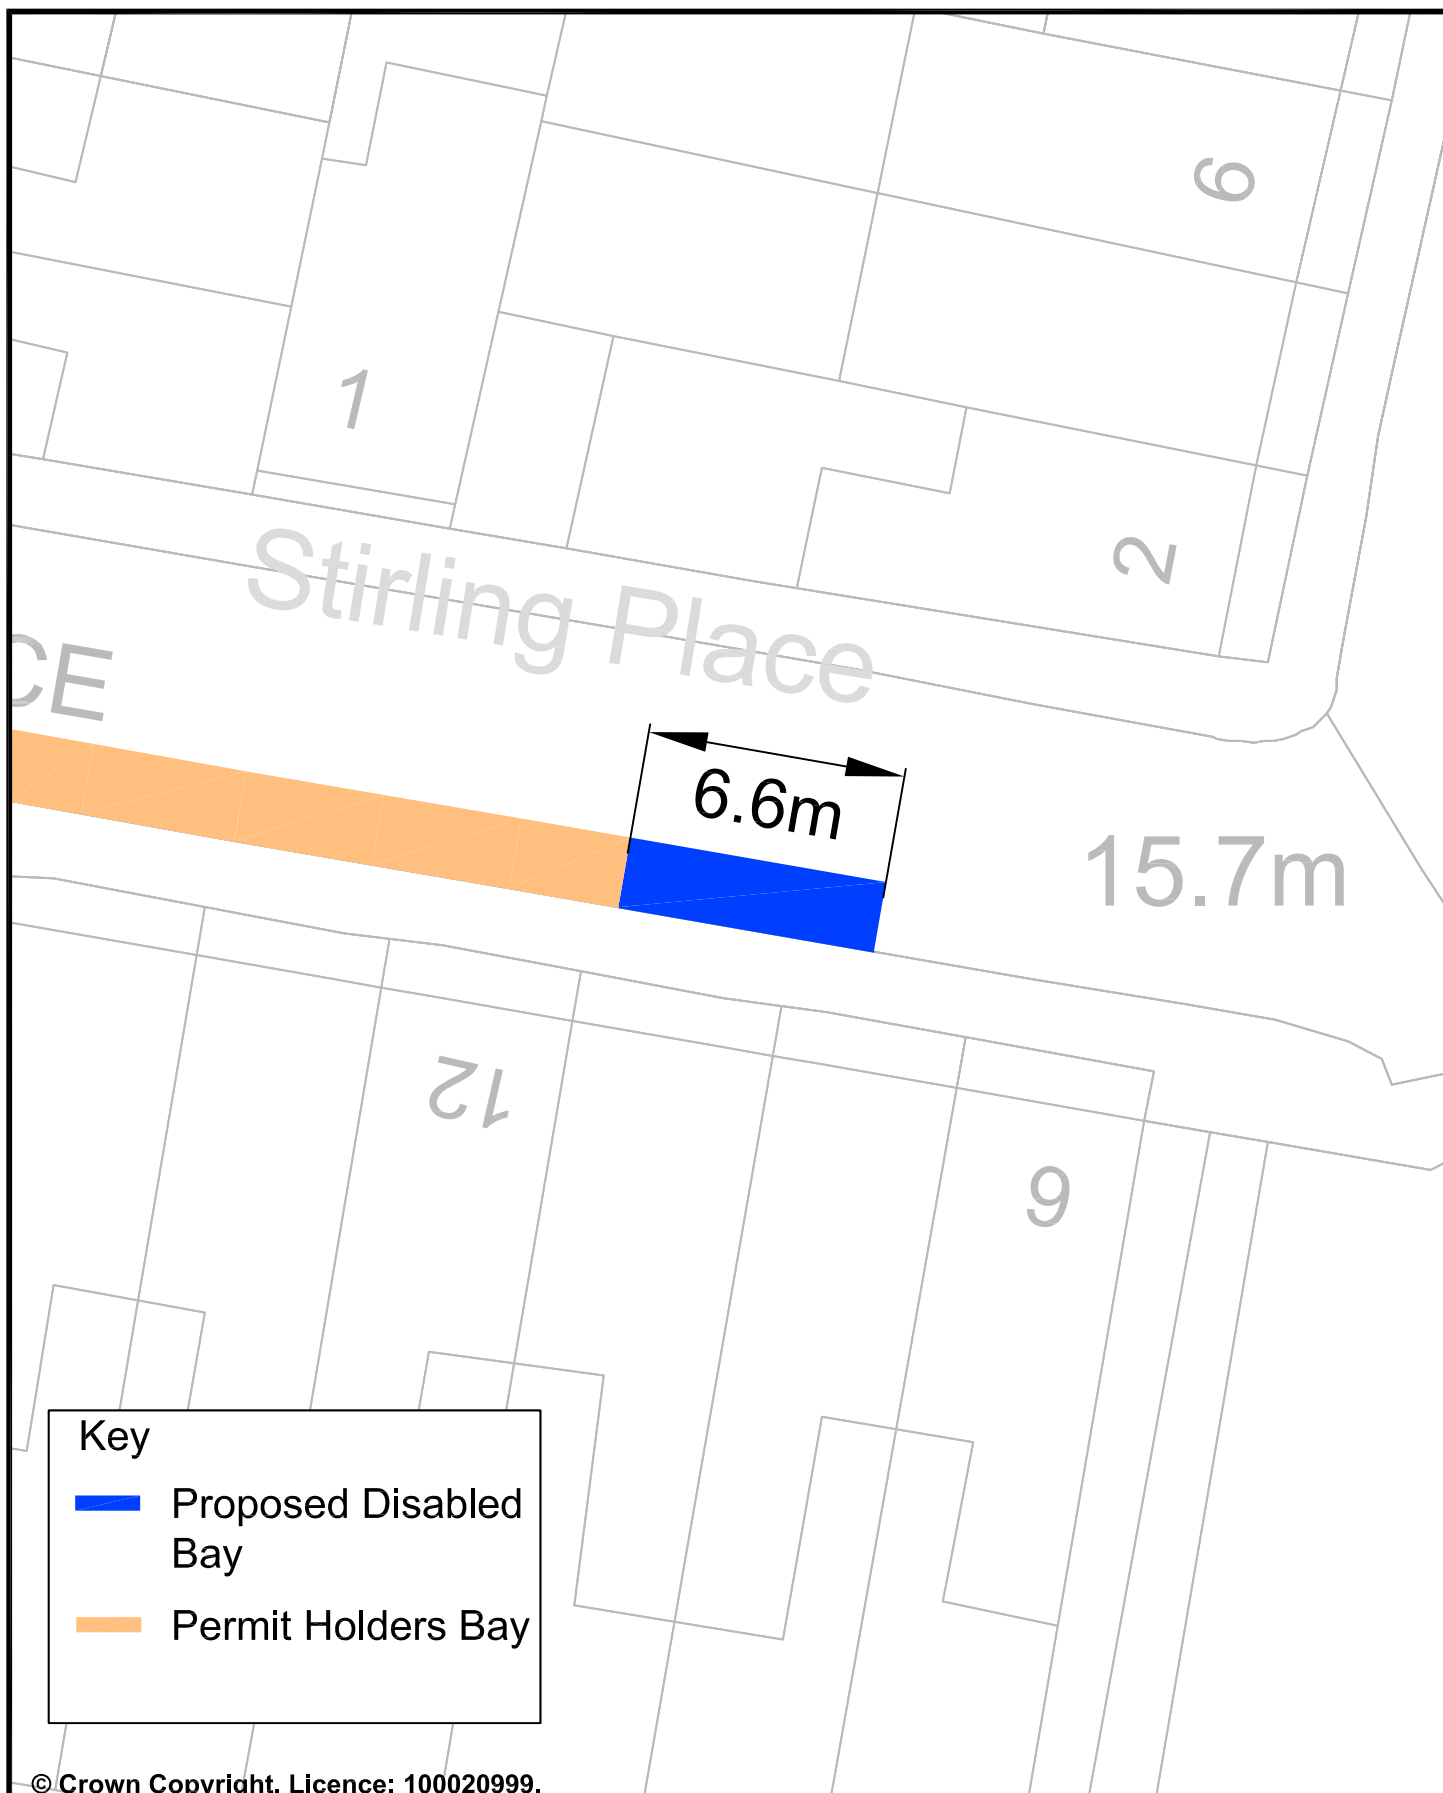 6
1
2
Stirling Place
CE
6.6m
15.7m
12
6
Key
Proposed Disabled
Bay
Permit Holders Bay
© Crown Copyright. Licence: 100020999.